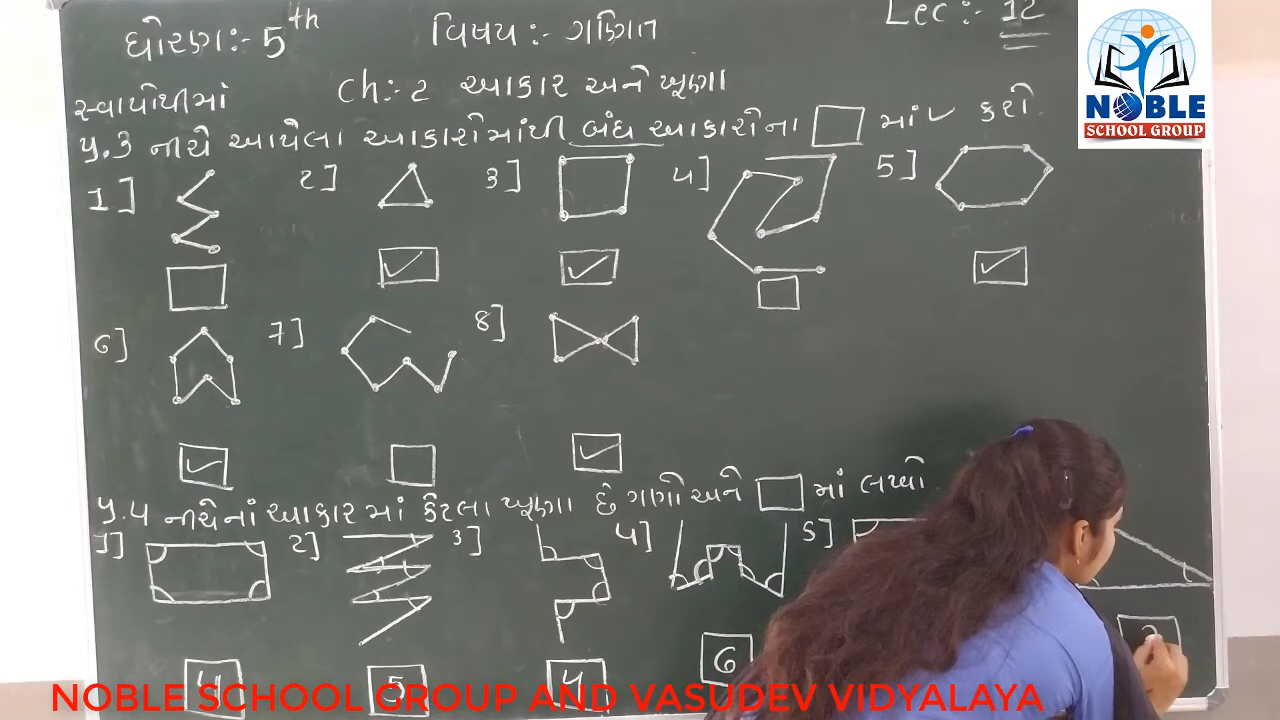 ધોરણ:- 5th વિષય:- ગણિત Lec:- 12
સ્વાપોથીમાં Ch:- 2 આકાર અને ખૂણા
પ્ર.3 નીચે આપેલા આકારોમાંથી બંધ આકારોના □ માં ✓ કરો.
1] 2] 3] 4] 5]
✓ ✓ ✓
6] 7] 8]
✓ ✓
પ્ર.4 નીચેનાં આકાર માં કેટલા ખૂણા છે ગણો અને □ માં લખો
1] 2] 3] 4] 5]
4 5 4 6
NOBLE
SCHOOL GROUP
NOBLE SCHOOL GROUP AND VASUDEV VIDYALAYA